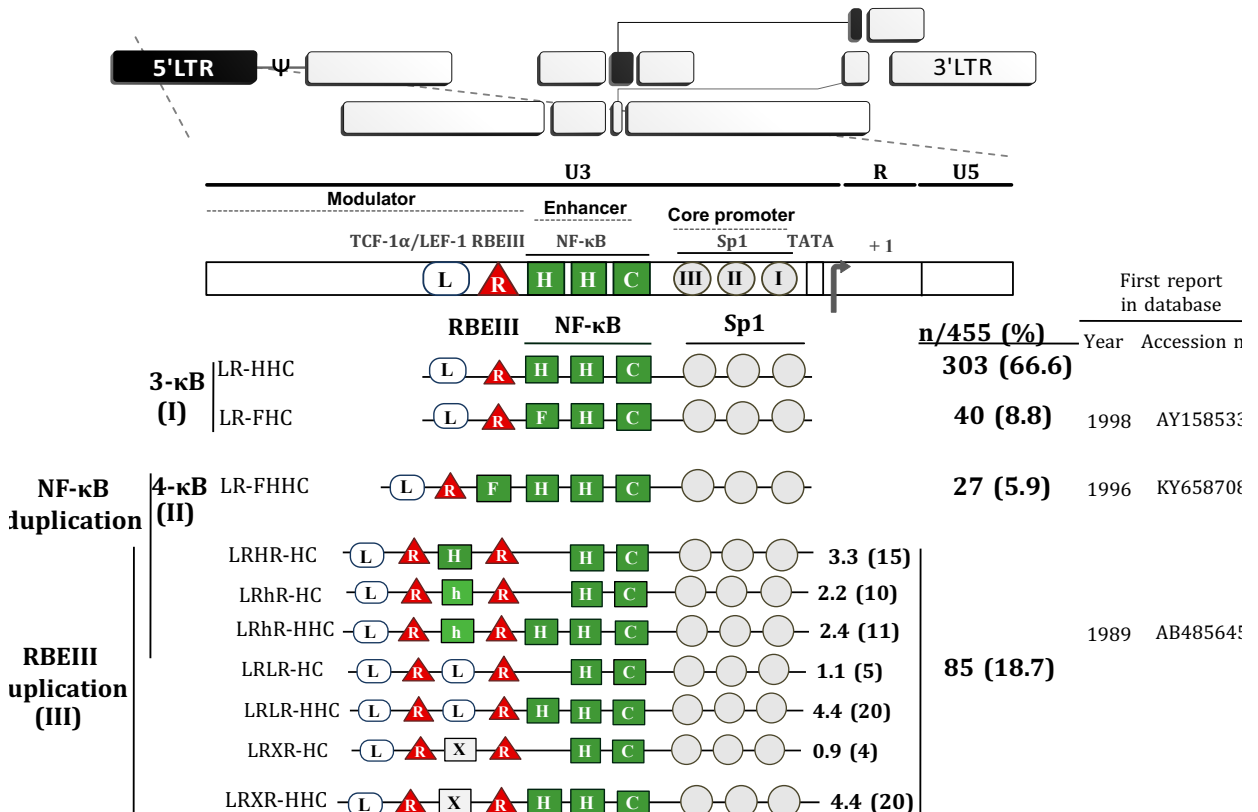 5'LTR Ψ 3'LTR
U3 R U5
Modulator Enhancer Core promoter
TCF-1α/LEF-1 RBEIII NF-κB Sp1 TATA +1
L R H H C III II I
First report
in database
RBEIII NF-κB Sp1 n/455 (%) Year Accession n
3-κB
(I)
LR-HHC L R H H C 303 (66.6)
LR-FHC L R F H C 40 (8.8) 1998 AY158533
NF-κB
duplication
4-κB
(II)
LR-FHHC L R F H H C 27 (5.9) 1996 KY658708
LRHR-HC L R H R H C 3.3 (15)
LRhR-HC L R h R H C 2.2 (10)
LRhR-HHC L R h R H H C 2.4 (11) 1989 AB485645
RBEIII
uplication
(III)
LRLR-HC L R L R H C 1.1 (5) 85 (18.7)
LRLR-HHC L R L R H H C 4.4 (20)
LRXR-HC L R X R H C 0.9 (4)
LRXR-HHC L R X R H H C 4.4 (20)